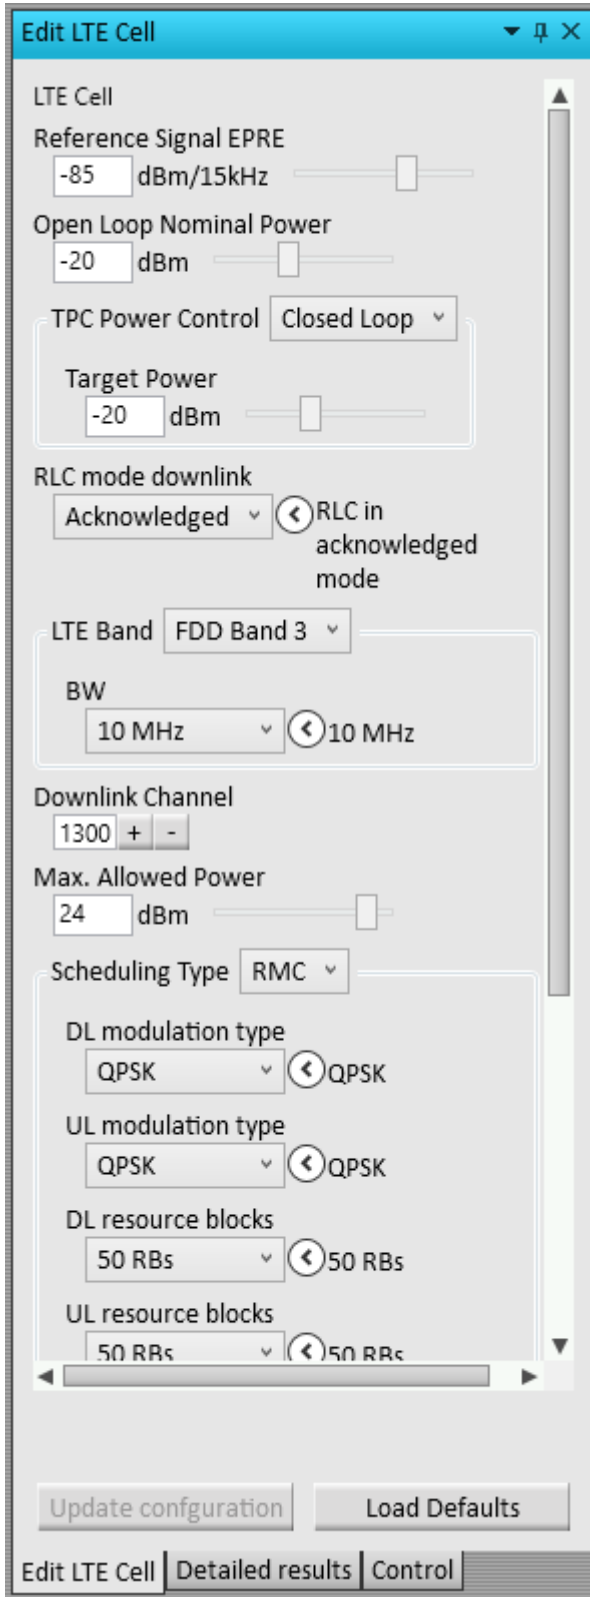 Edit LTE Cell
LTE Cell
Reference Signal EPRE
-85 dBm/15kHz
Open Loop Nominal Power
-20 dBm
TPC Power Control Closed Loop
Target Power
-20 dBm
RLC mode downlink
Acknowledged RLC in
acknowledged
mode
LTE Band FDD Band 3
BW
10 MHz 10 MHz
Downlink Channel
1300 + -
Max. Allowed Power
24 dBm
Scheduling Type RMC
DL modulation type
QPSK QPSK
UL modulation type
QPSK QPSK
DL resource blocks
50 RBs 50 RBs
UL resource blocks
50 RBs 50 RBs
Update confguration Load Defaults
Edit LTE Cell Detailed results Control